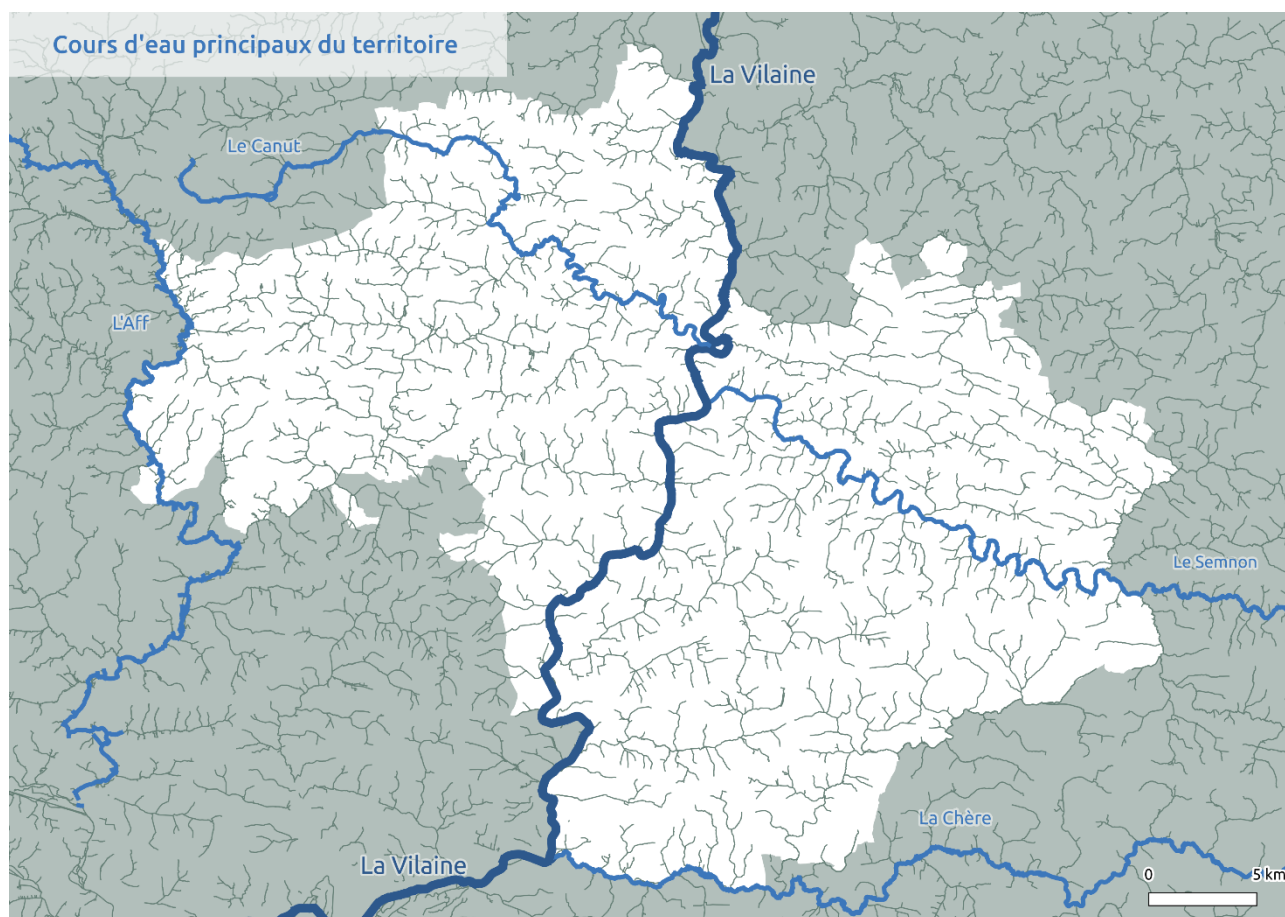 Cours d'eau principaux du territoire
La Vilaine
Le Canut
L'Aff
Le Semnon
La Chère
La Vilaine
0 5 km